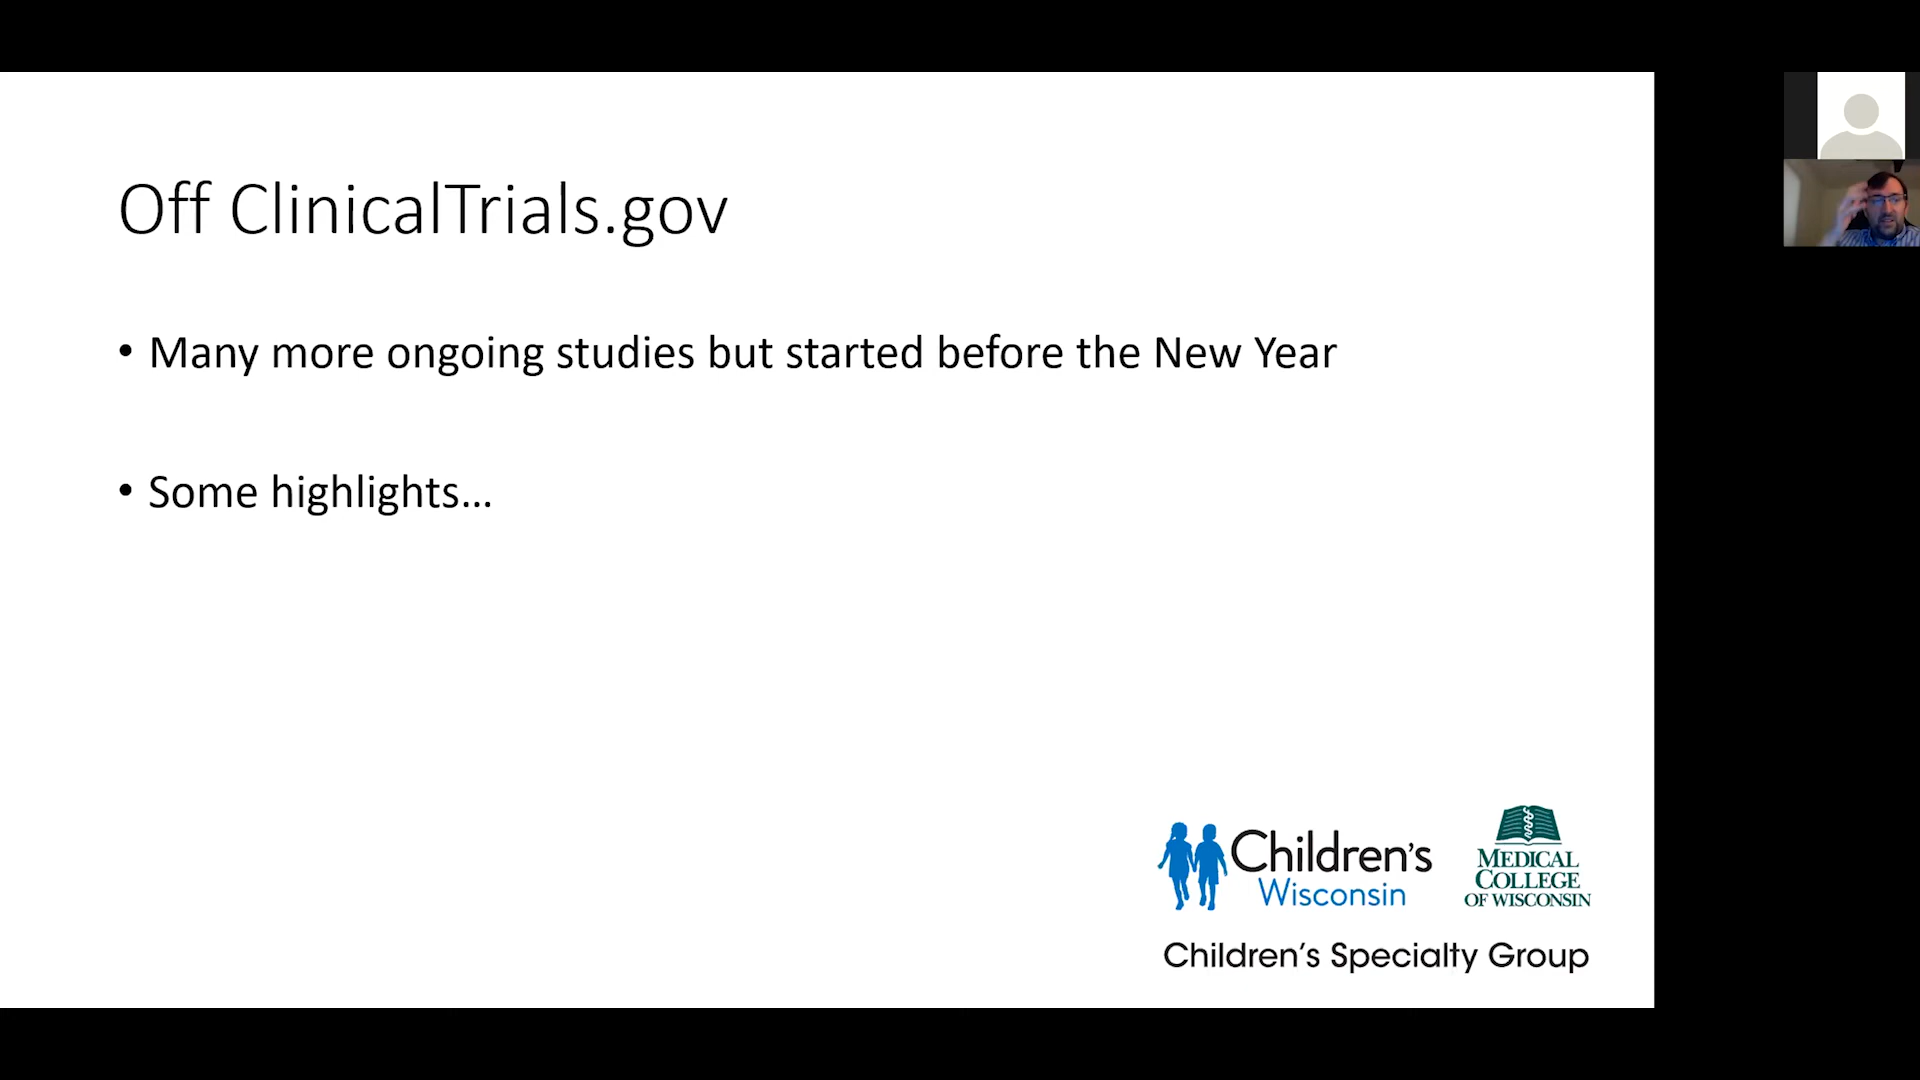 Off ClinicalTrials.gov
• Many more ongoing studies but started before the New Year
• Some highlights...
Children's
Wisconsin
MEDICAL
COLLEGE
OF WISCONSIN
Children's Specialty Group